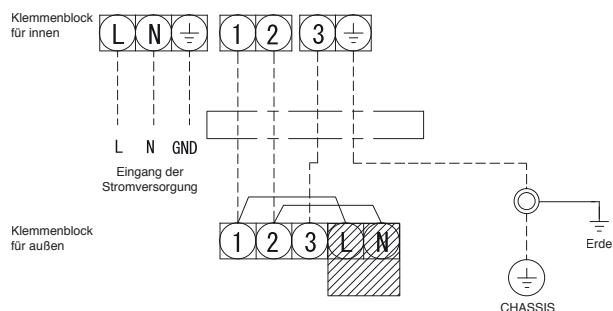 Klemmenblock
für innen
L N 1 2 3
L N GND
Eingang der
Stromversorgung
Klemmenblock
für außen
1 2 3 L N
Erde
CHASSIS